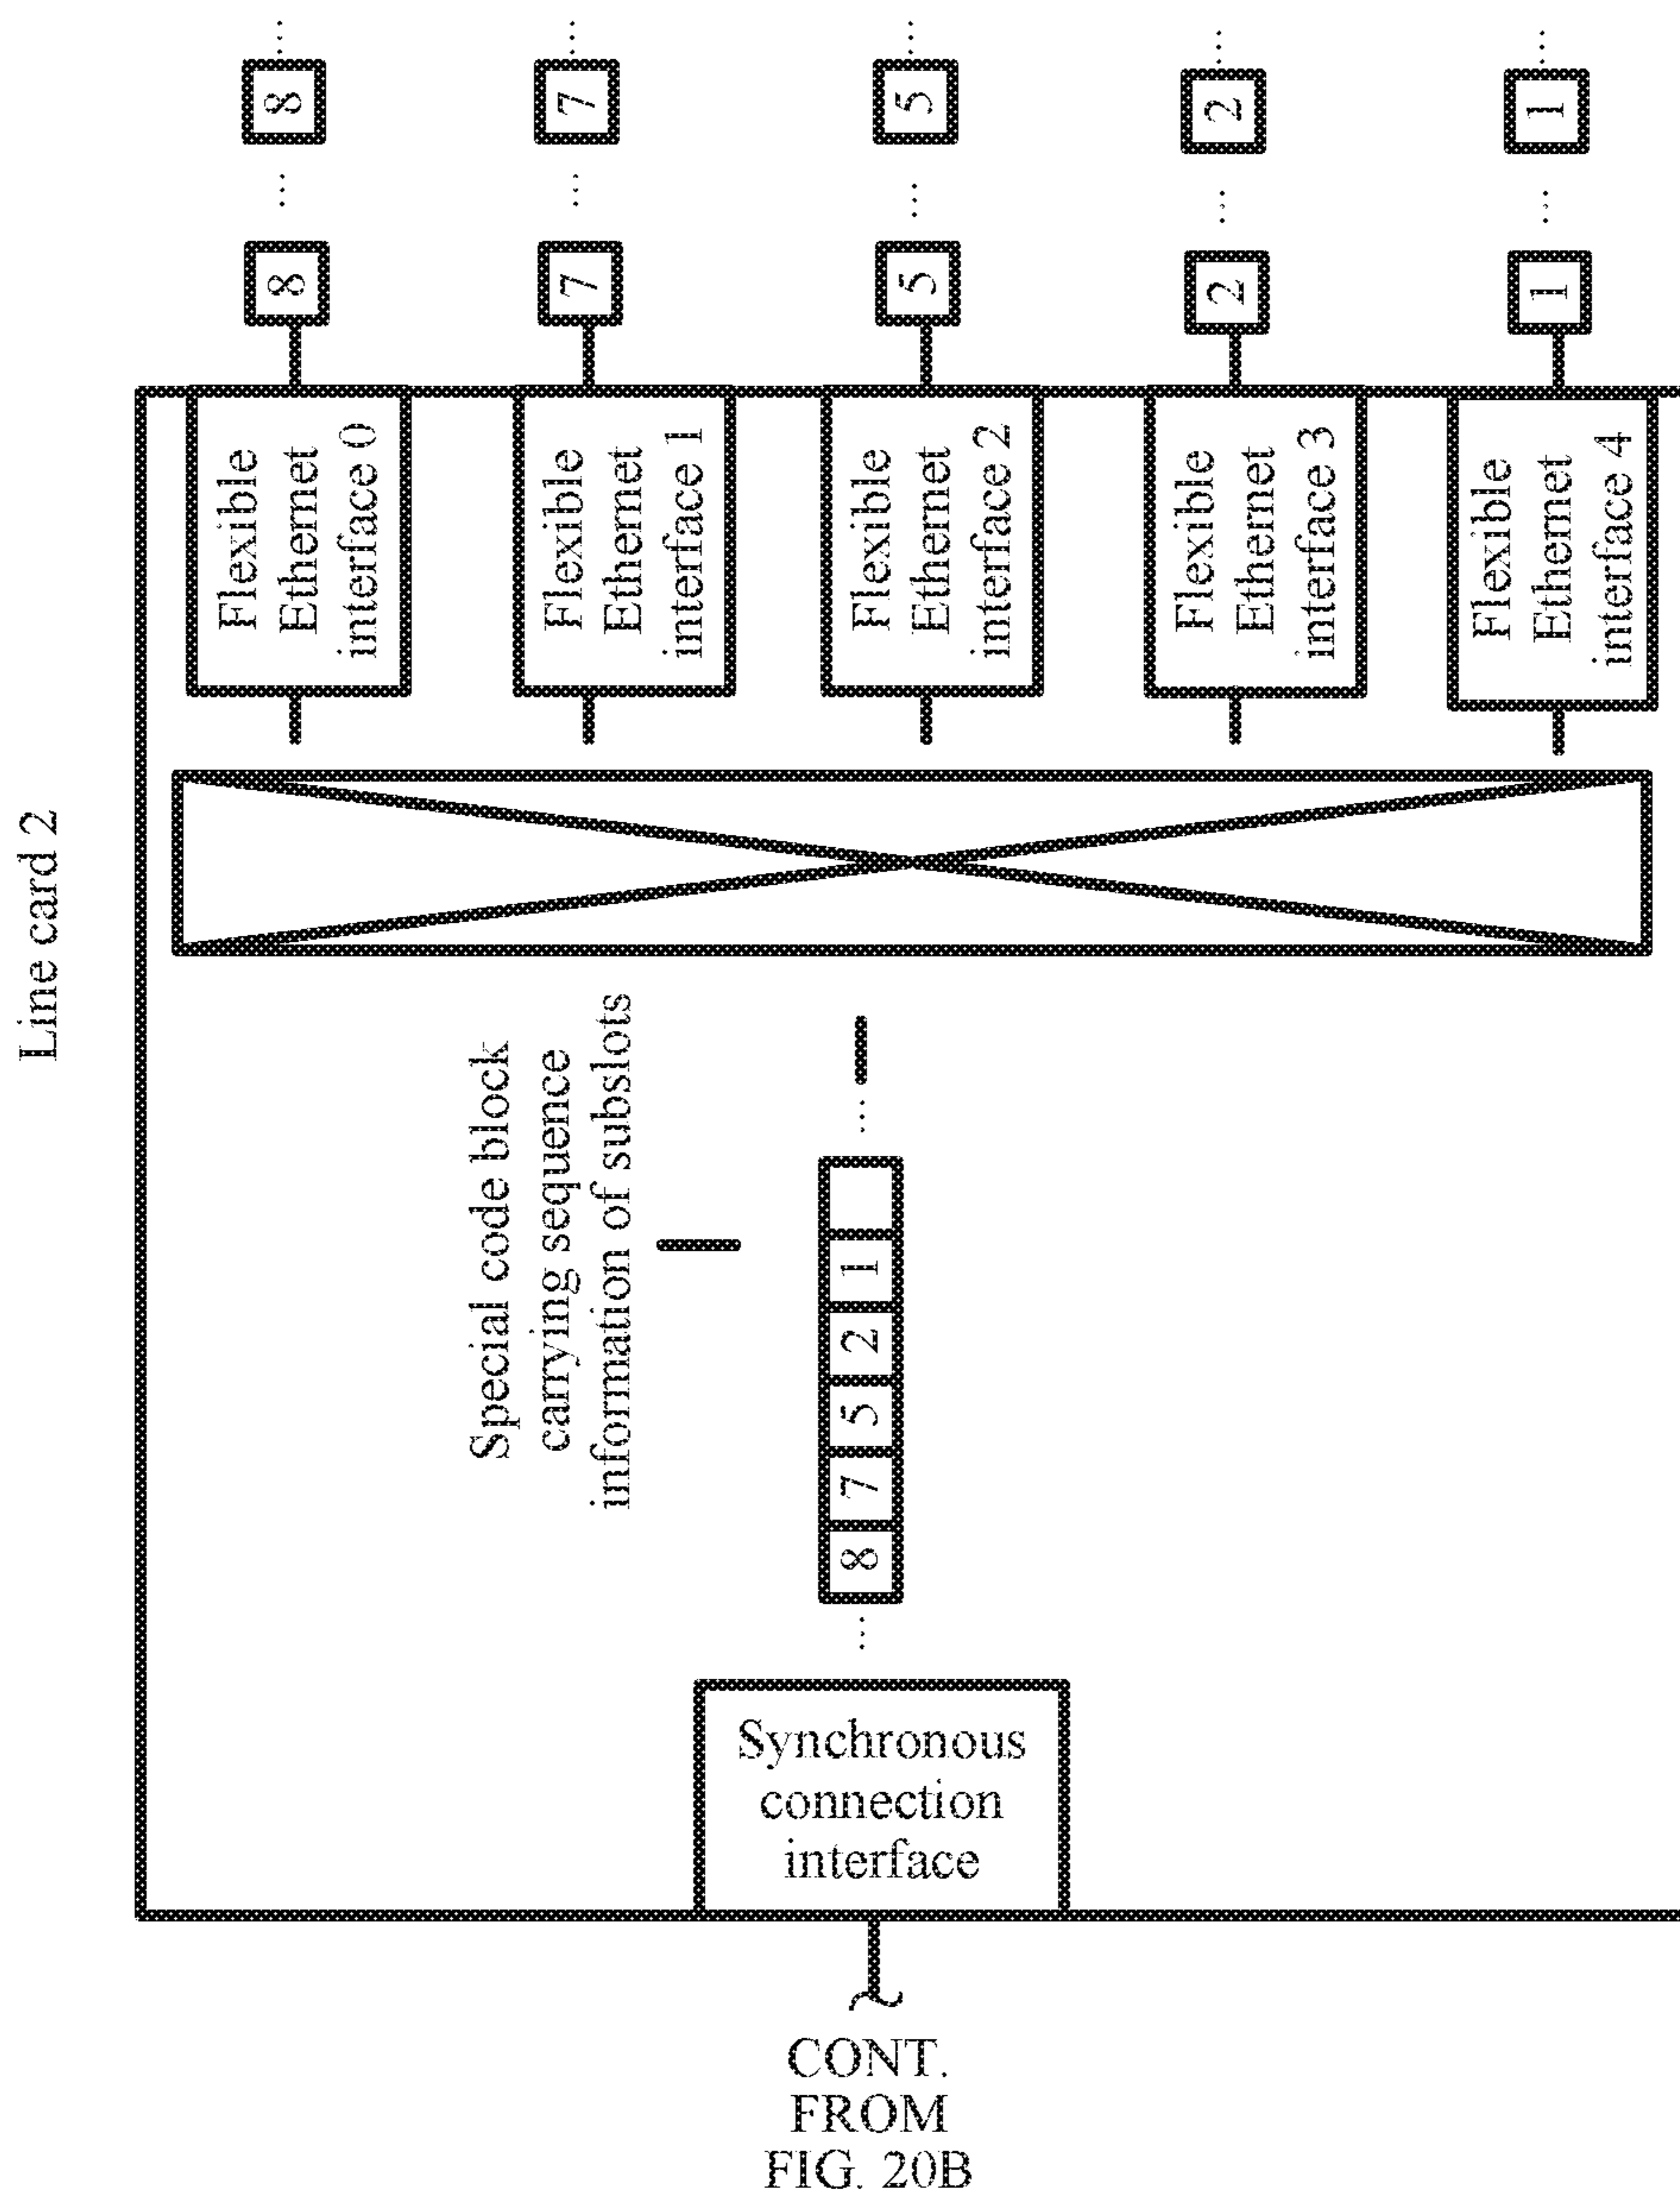 Line card 2
8
7
5
2
1
...
...
...
...
...
8
7
5
2
1
...
...
...
...
...
Flexible
Ethernet
interface 0
Flexible
Ethernet
interface 1
Flexible
Ethernet
interface 2
Flexible
Ethernet
interface 3
Flexible
Ethernet
interface 4
Special code block
carrying sequence
information of subslots
... 8 7 5 2 1 ...
Synchronous
connection
interface
CONT.
FROM
FIG. 20B